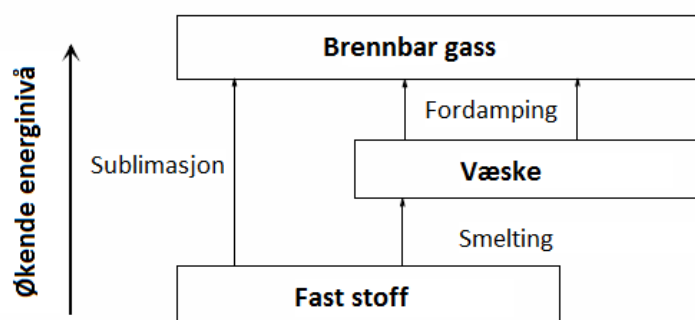 Brennbar gass
Økende energinivå
Sublimasjon
Fordamping
Væske
Smelting
Fast stoff